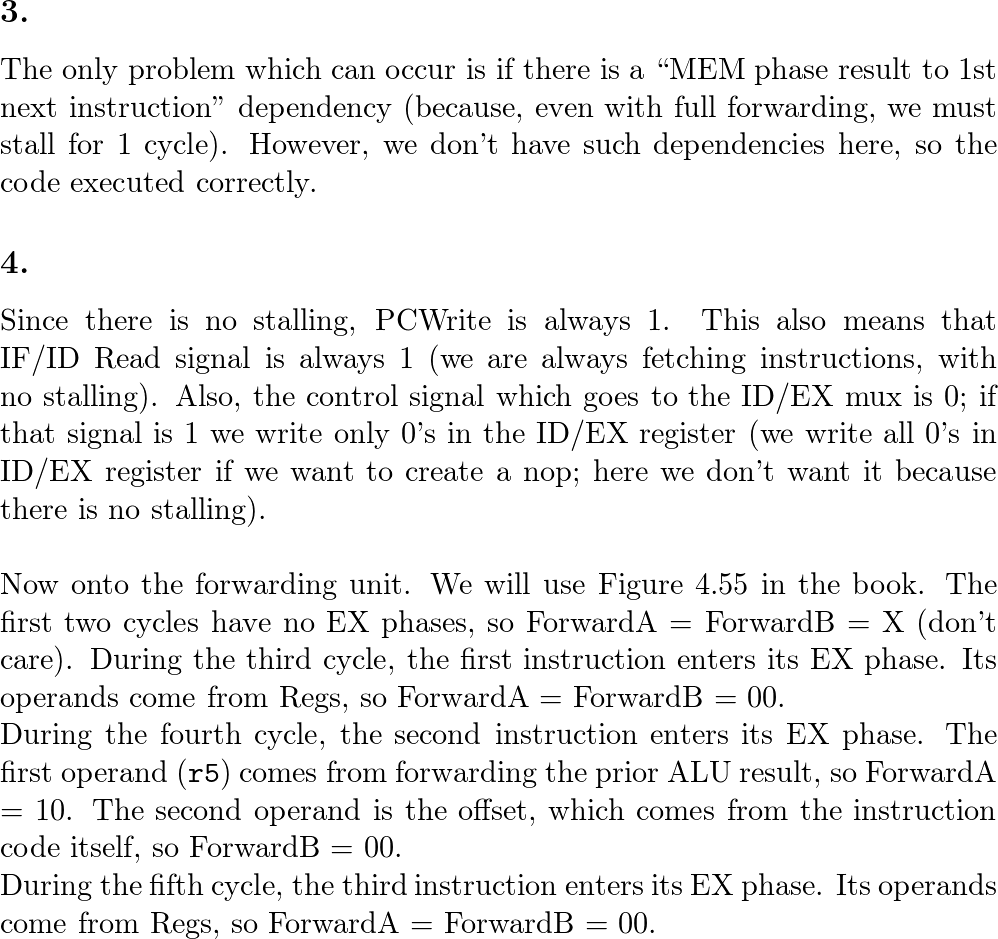 3.
The only problem which can occur is if there is a “MEM phase result to 1st
next instruction” dependency (because, even with full forwarding, we must
stall for 1 cycle). However, we don’t have such dependencies here, so the
code executed correctly.
4.
Since there is no stalling, PCWrite is always 1. This also means that
IF/ID Read signal is always 1 (we are always fetching instructions, with
no stalling). Also, the control signal which goes to the ID/EX mux is 0; if
that signal is 1 we write only 0’s in the ID/EX register (we write all 0’s in
ID/EX register if we want to create a nop; here we don’t want it because
there is no stalling).
Now onto the forwarding unit. We will use Figure 4.55 in the book. The
first two cycles have no EX phases, so ForwardA = ForwardB = X (don’t
care). During the third cycle, the first instruction enters its EX phase. Its
operands come from Regs, so ForwardA = ForwardB = 00.
During the fourth cycle, the second instruction enters its EX phase. The
first operand (r5) comes from forwarding the prior ALU result, so ForwardA
= 10. The second operand is the offset, which comes from the instruction
code itself, so ForwardB = 00.
During the fifth cycle, the third instruction enters its EX phase. Its operands
come from Regs, so ForwardA = ForwardB = 00.